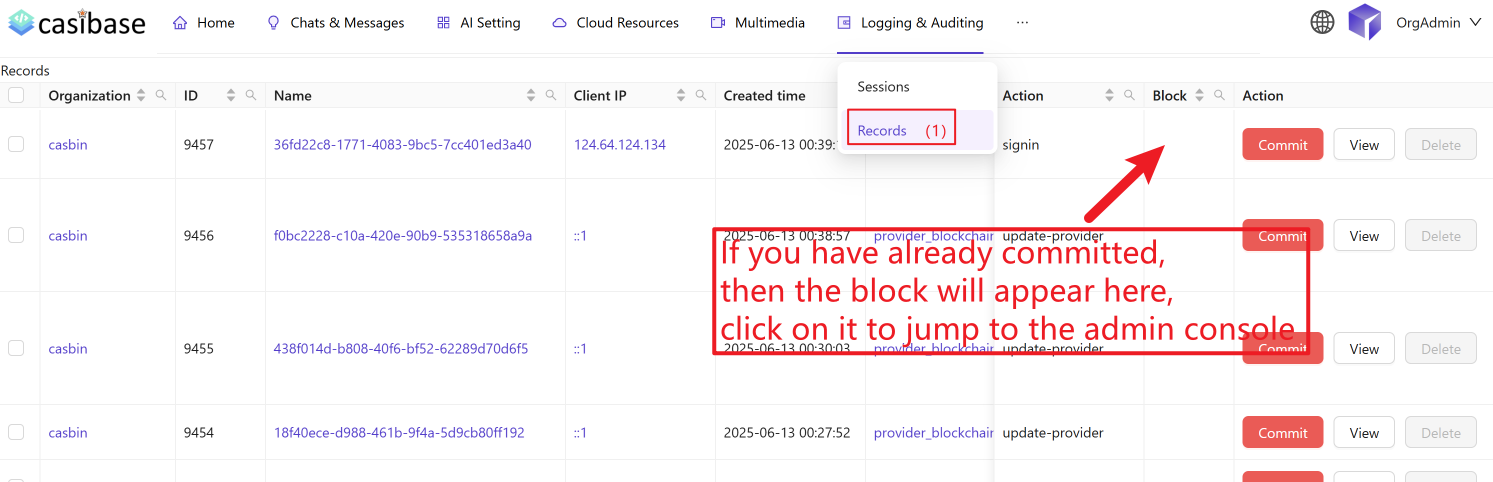 casibase Home Chats & Messages AI Setting Cloud Resources Multimedia Logging & Auditing ··· OrgAdmin
Records
Organization ID Name Client IP Created time Action Block Action
Sessions
Records (1)
casbin 9457 36fd22c8-1771-4083-9bc5-7cc401ed3a40 124.64.124.134 2025-06-13 00:39: signin Commit View Delete
casbin 9456 f0bc2228-c10a-420e-90b9-535318658a9a ::1 2025-06-13 00:38:57 provider_blockchain update-provider Commit View Delete
If you have already committed,
then the block will appear here,
click on it to jump to the admin console
casbin 9455 438f014d-b808-40f6-bf52-62289d70d6f5 ::1 2025-06-13 00:30:03 provider_blockchain update-provider Commit View Delete
casbin 9454 18f40ece-d988-461b-9f4a-5d9cb80ff192 ::1 2025-06-13 00:27:52 provider_blockchain update-provider Commit View Delete